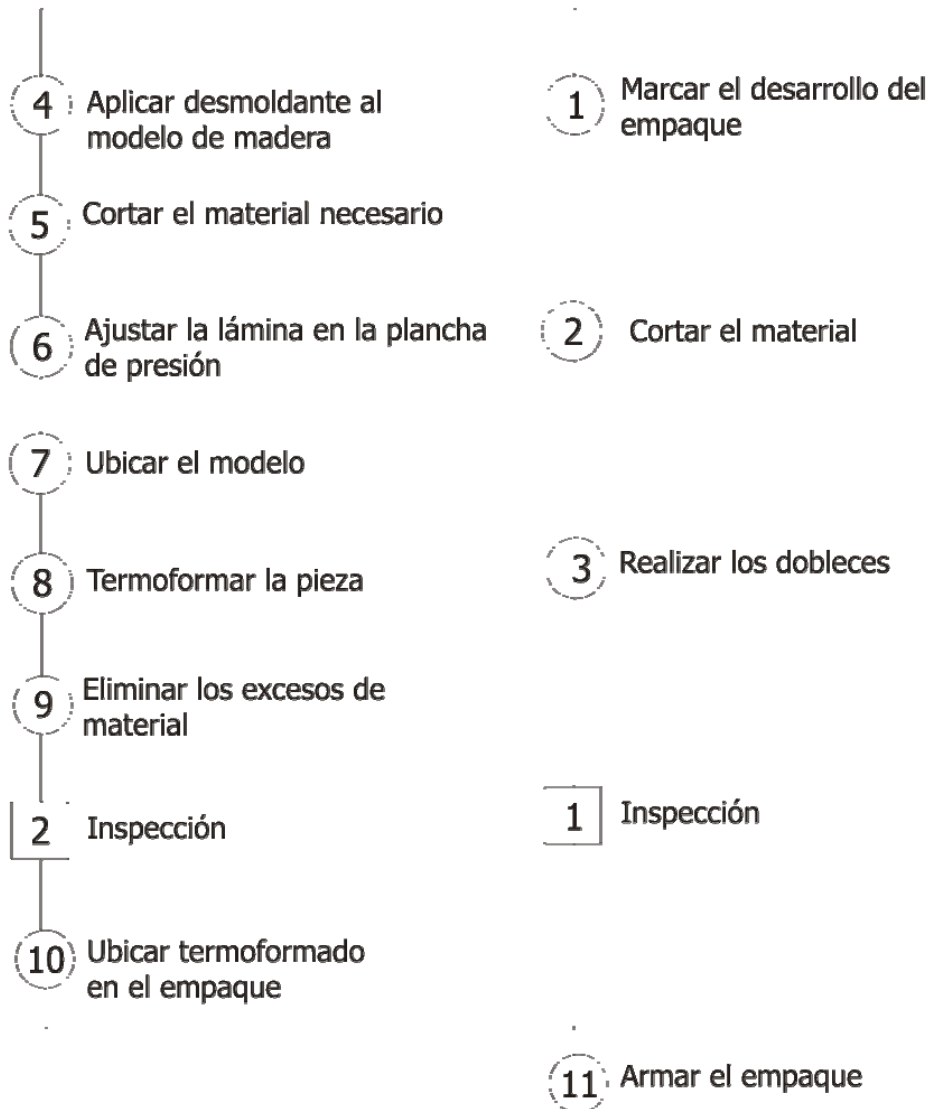 4 Aplicar desmoldante al
modelo de madera
5 Cortar el material necesario
6 Ajustar la lámina en la plancha
de presión
7 Ubicar el modelo
8 Termoformar la pieza
9 Eliminar los excesos de
material
2 Inspección
10 Ubicar termoformado
en el empaque
1 Marcar el desarrollo del
empaque
2 Cortar el material
3 Realizar los dobleces
1 Inspección
11 Armar el empaque